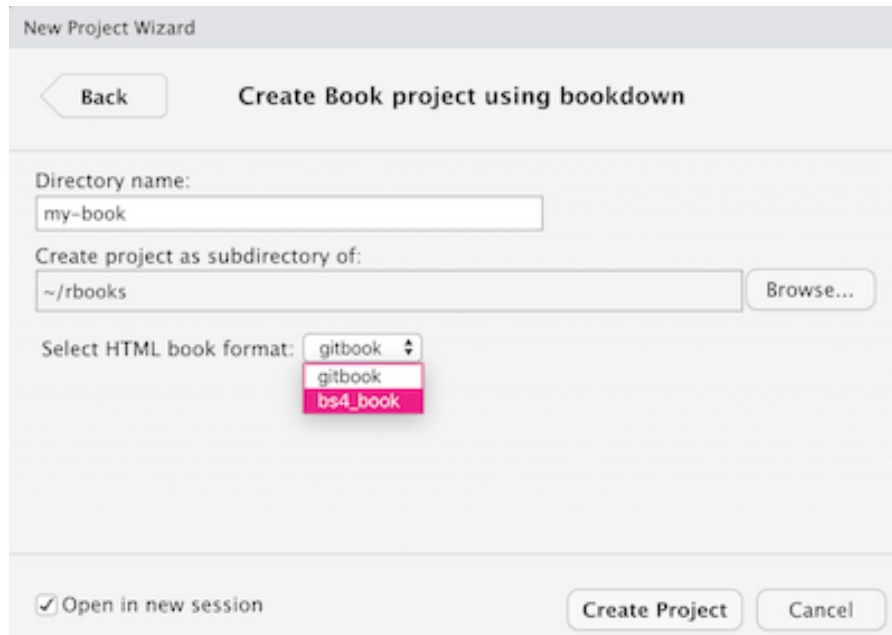 New Project Wizard
Back
Create Book project using bookdown
Directory name:
my-book
Create project as subdirectory of:
~/rbooks
Browse...
Select HTML book format: gitbook
gitbook
bs4_book
Open in new session
Create Project
Cancel